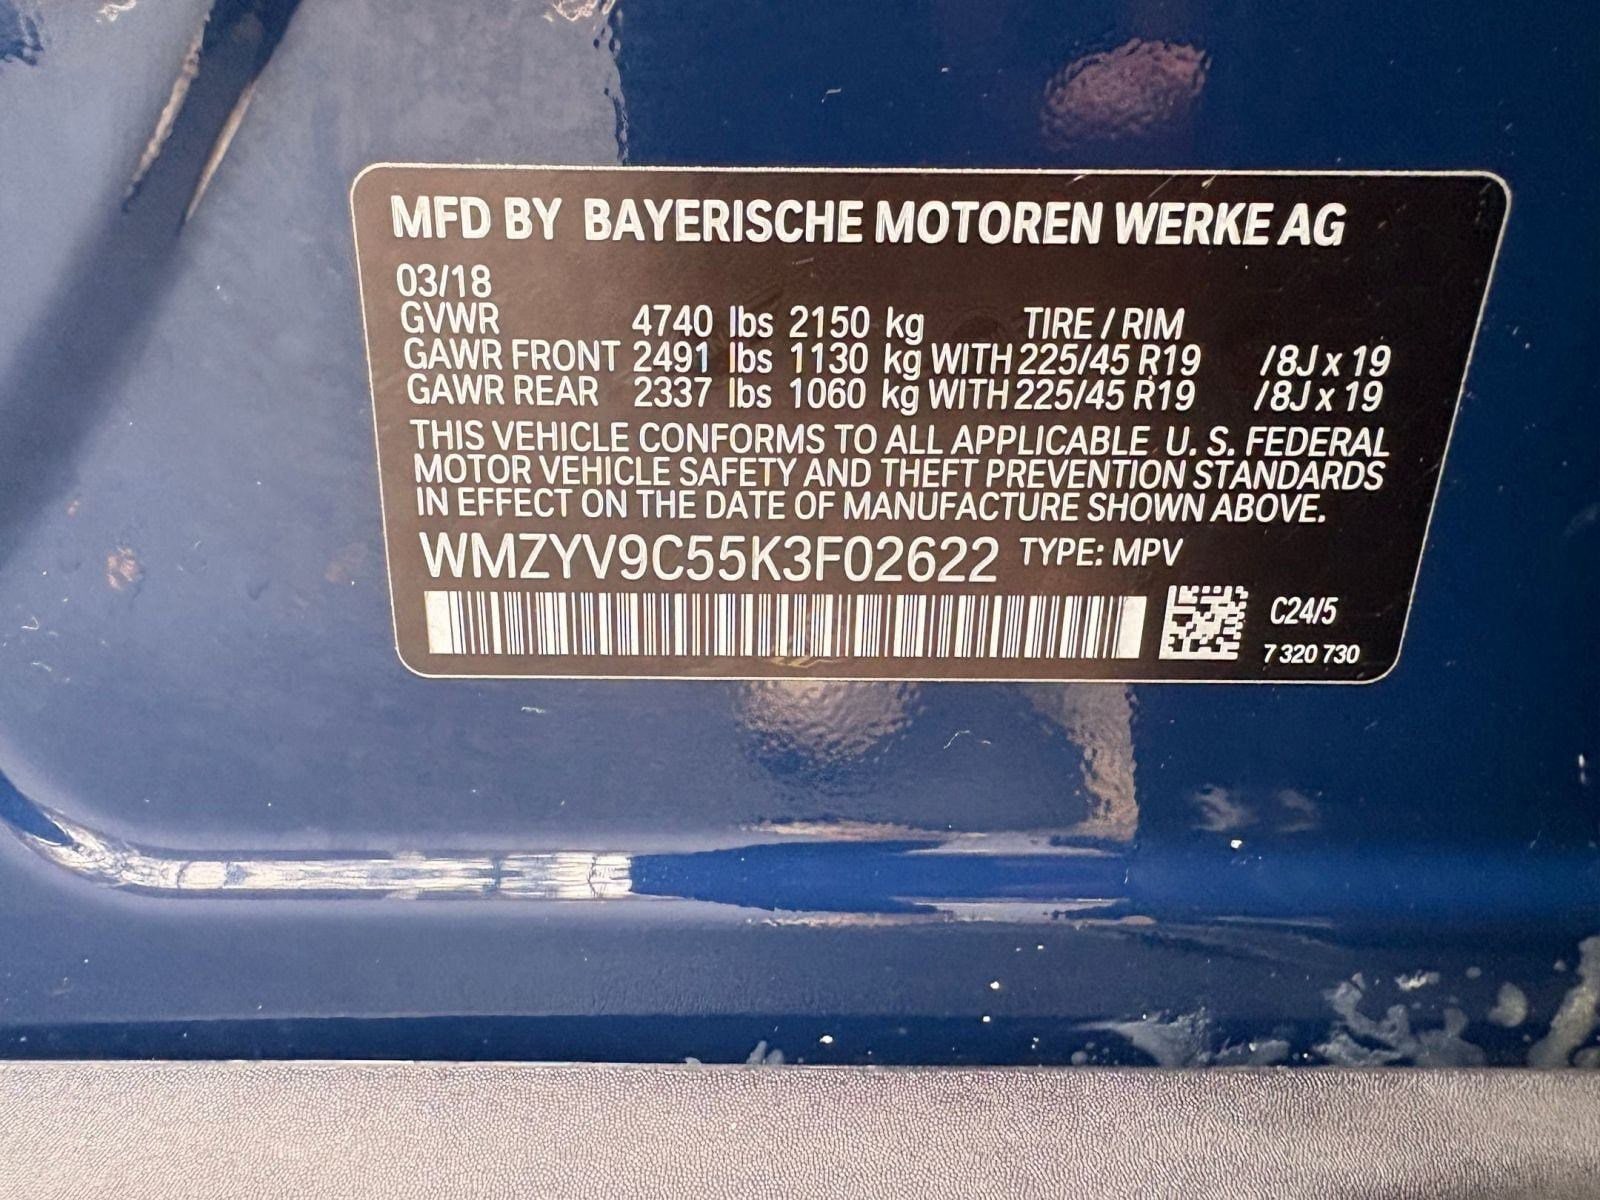 MFD BY BAYERISCHE MOTOREN WERKE AG
03/18
GVWR 4740 lbs 2150 kg TIRE / RIM
GAWR FRONT 2491 lbs 1130 kg WITH 225/45 R19 /8J x 19
GAWR REAR 2337 lbs 1060 kg WITH 225/45 R19 /8J x 19
THIS VEHICLE CONFORMS TO ALL APPLICABLE U. S. FEDERAL
MOTOR VEHICLE SAFETY AND THEFT PREVENTION STANDARDS
IN EFFECT ON THE DATE OF MANUFACTURE SHOWN ABOVE.
WMZYV9C55K3F02622 TYPE: MPV
C24/5
7 320 730